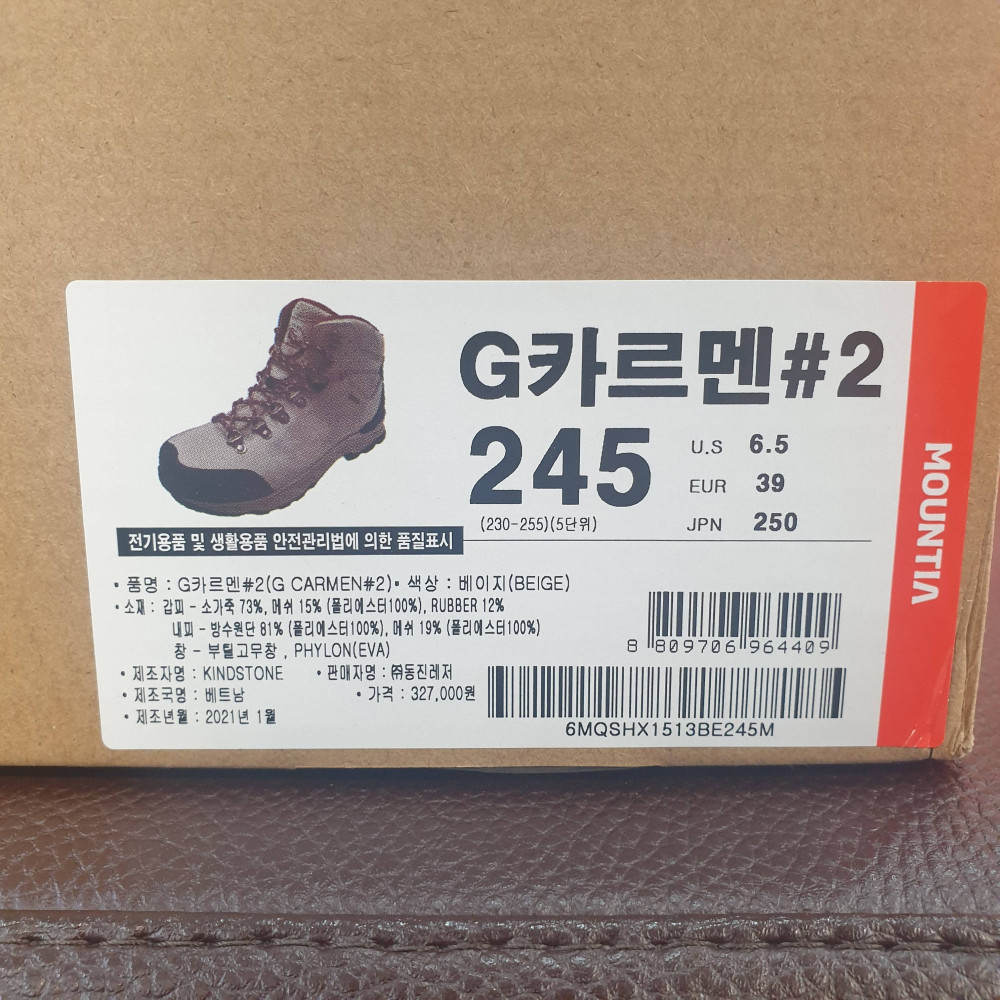 G카르멘#2
245
U.S 6.5
EUR 39
JPN 250
(230-255)(5단위)
MOUNTIA
전기용품 및 생활용품 안전관리법에 의한 품질표시
• 품명 : G카르멘#2(G CARMEN#2)• 색상 : 베이지(BEIGE)
• 소재 : 갑피 - 소가죽 73%, 메쉬 15% (폴리에스터100%), RUBBER 12%
내피 - 방수원단 81% (폴리에스터100%), 메쉬 19% (폴리에스터100%)
창 - 부틸고무창 , PHYLON(EVA)
• 제조자명 : KINDSTONE • 판매자명 : ㈜동진레저
• 제조국명 : 베트남 • 가격 : 327,000원
• 제조년월 : 2021년 1월
8 809706 964409
6MQSHX1513BE245M